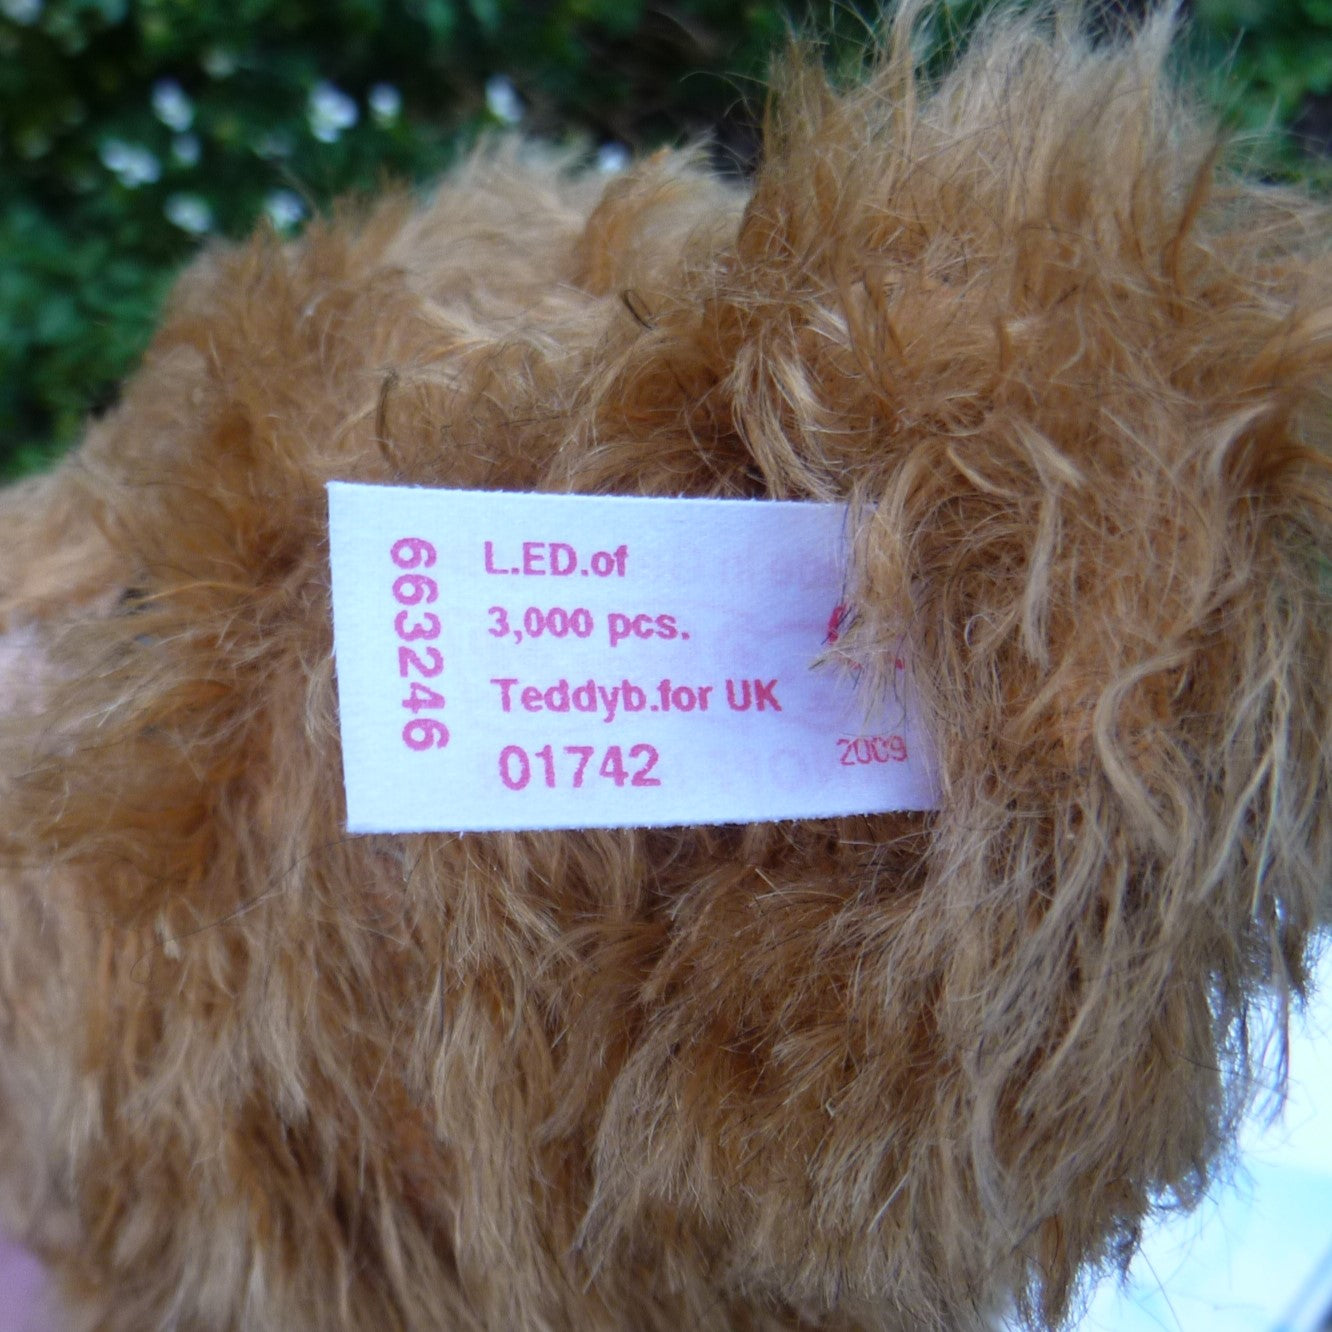 663246
L.ED.of
3,000 pcs.
Teddyb.for UK
01742
2009